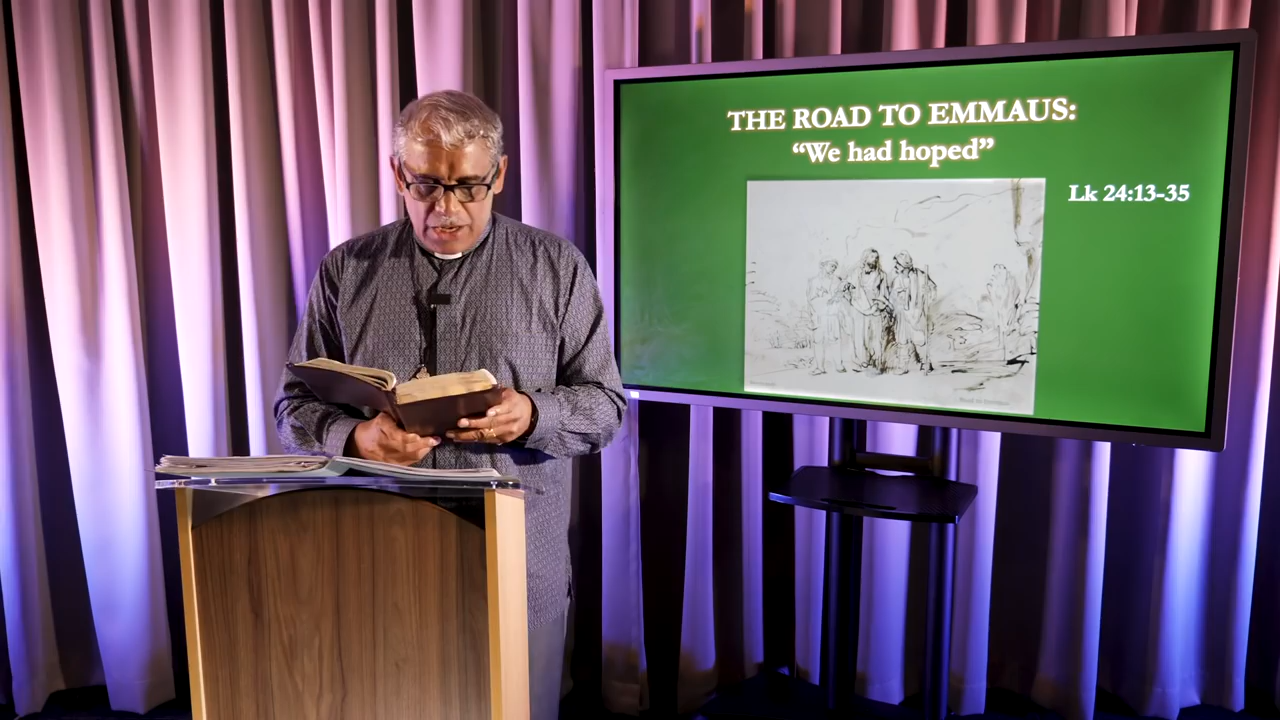 THE ROAD TO EMMAUS:
“We had hoped”
Lk 24:13-35